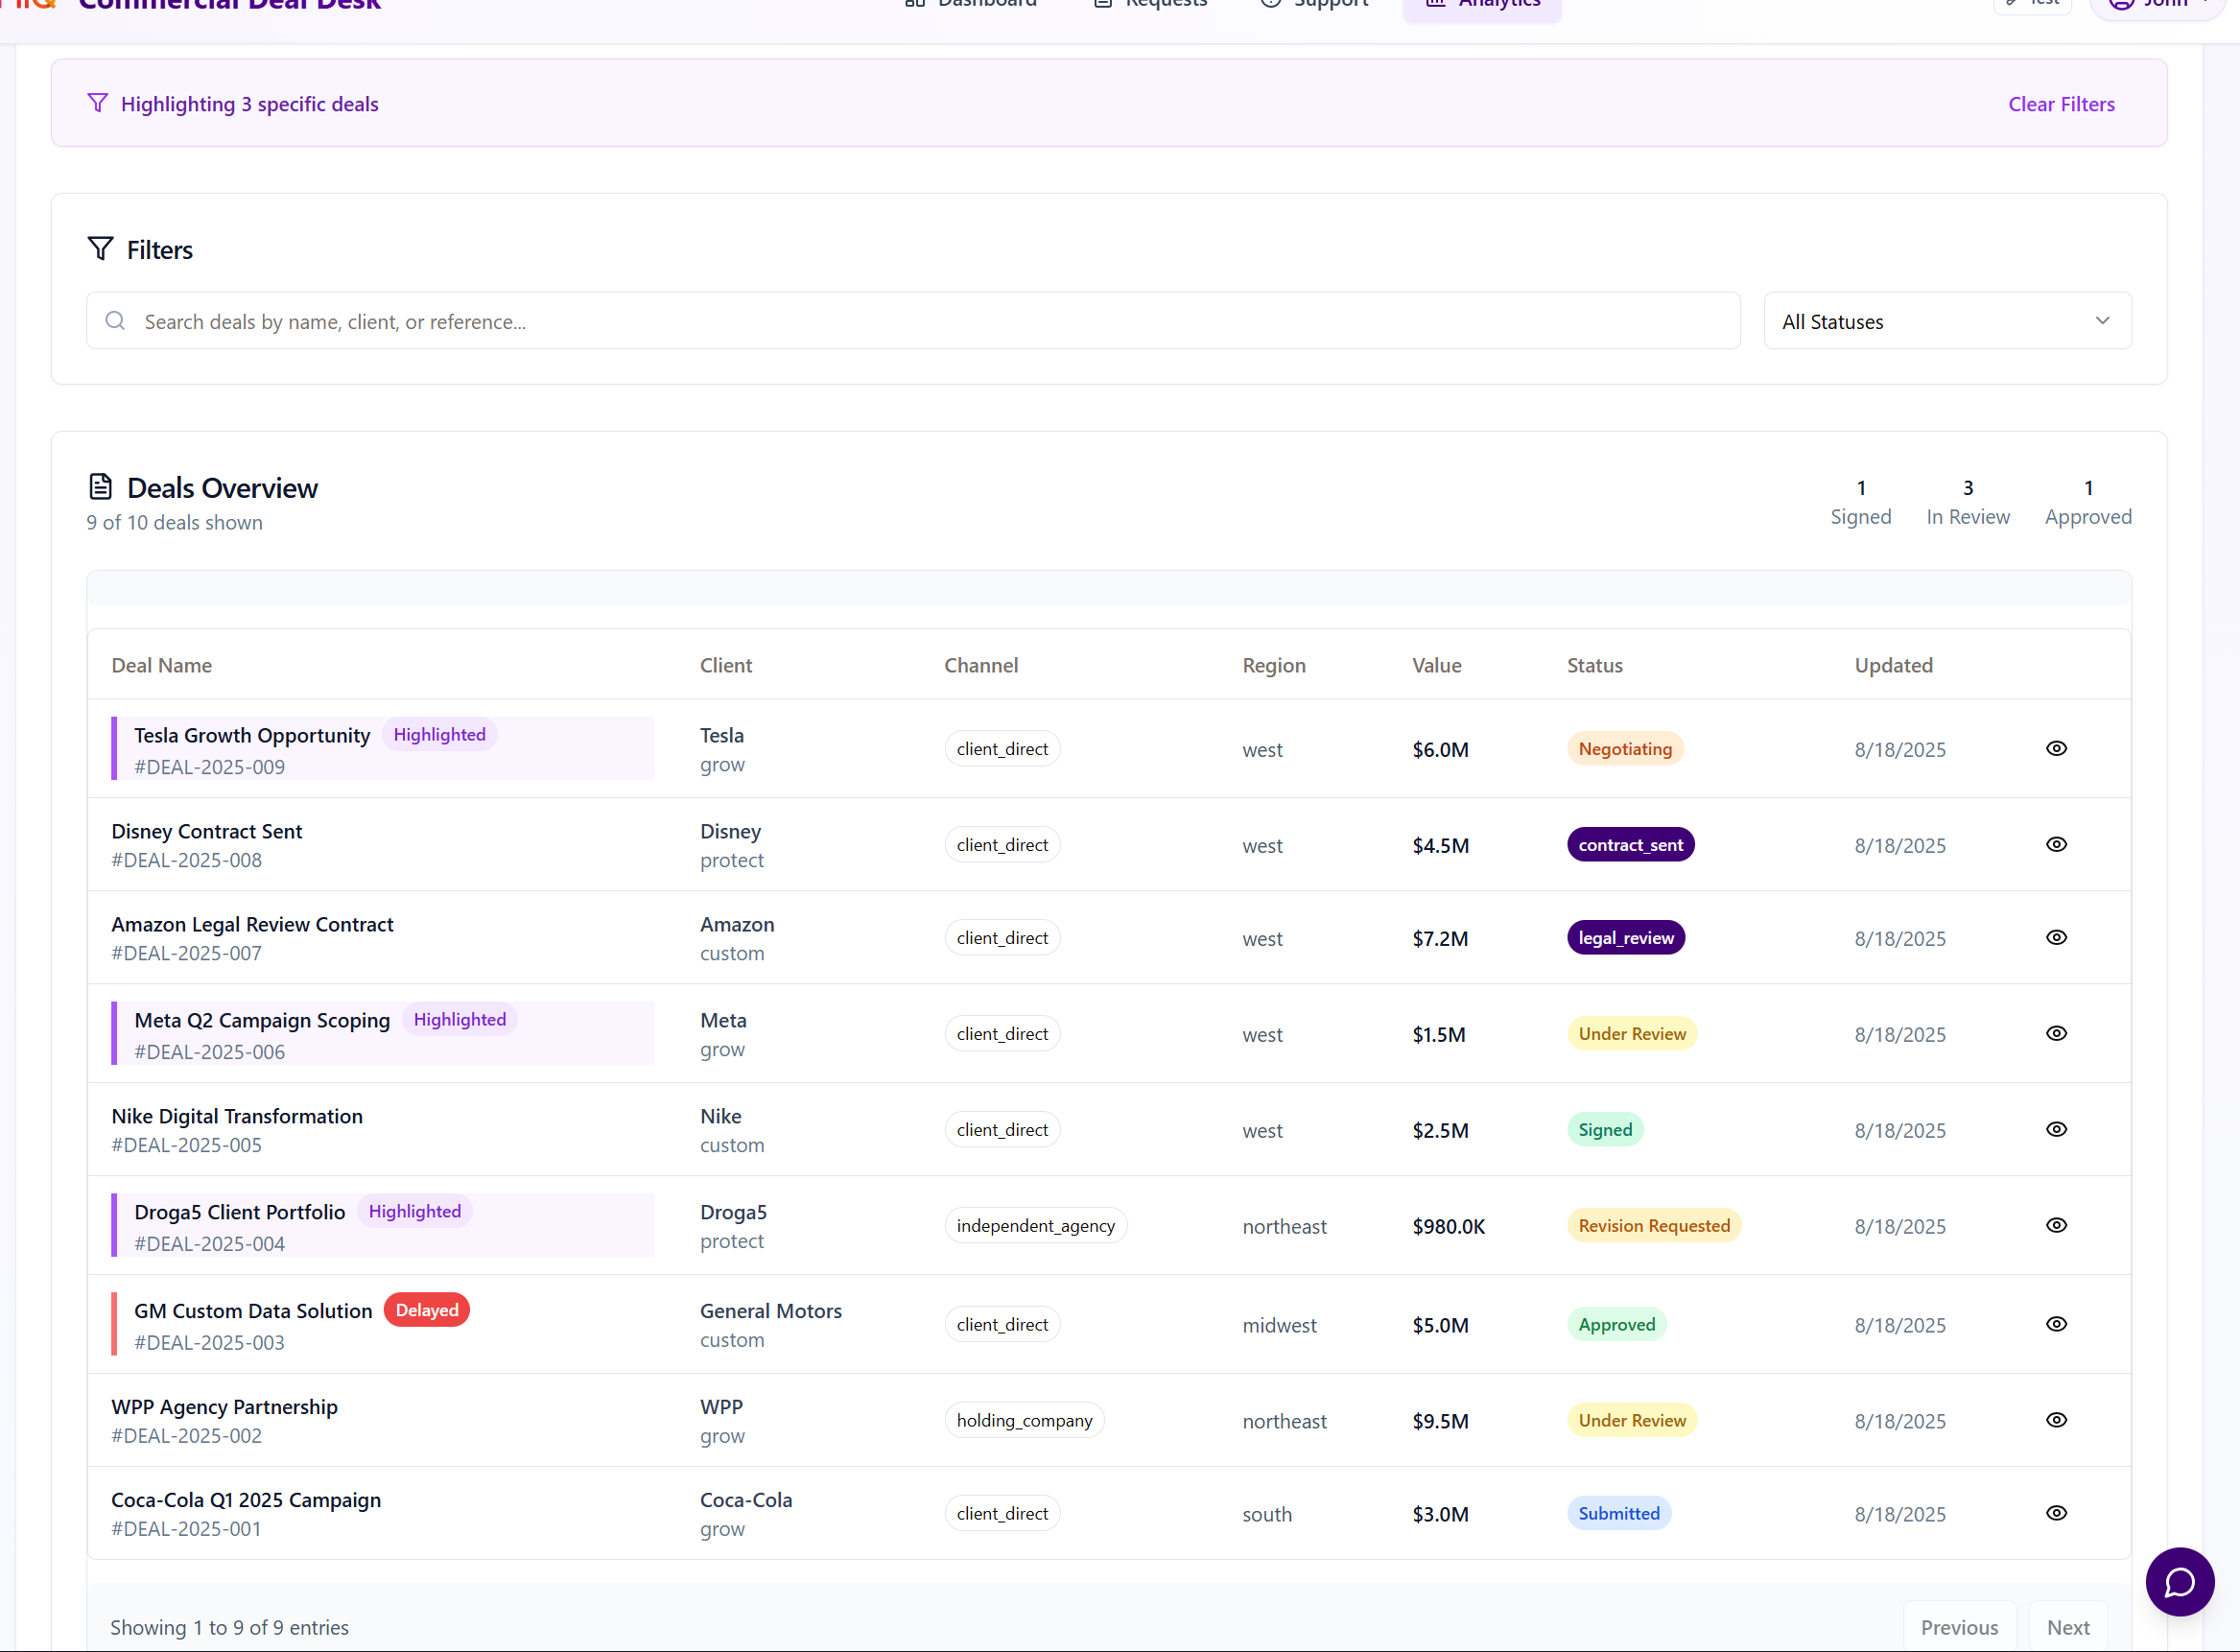 Commercial Deal Desk
Dashboard
Requests
Support
Analytics
Test
John
Highlighting 3 specific deals
Clear Filters
Filters
Search deals by name, client, or reference...
All Statuses
Deals Overview
9 of 10 deals shown
1
Signed
3
In Review
1
Approved
Deal Name Client Channel Region Value Status Updated
Tesla Growth Opportunity Highlighted
#DEAL-2025-009
Tesla
grow
client_direct
west
$6.0M
Negotiating
8/18/2025
Disney Contract Sent
#DEAL-2025-008
Disney
protect
client_direct
west
$4.5M
contract_sent
8/18/2025
Amazon Legal Review Contract
#DEAL-2025-007
Amazon
custom
client_direct
west
$7.2M
legal_review
8/18/2025
Meta Q2 Campaign Scoping Highlighted
#DEAL-2025-006
Meta
grow
client_direct
west
$1.5M
Under Review
8/18/2025
Nike Digital Transformation
#DEAL-2025-005
Nike
custom
client_direct
west
$2.5M
Signed
8/18/2025
Droga5 Client Portfolio Highlighted
#DEAL-2025-004
Droga5
protect
independent_agency
northeast
$980.0K
Revision Requested
8/18/2025
GM Custom Data Solution Delayed
#DEAL-2025-003
General Motors
custom
client_direct
midwest
$5.0M
Approved
8/18/2025
WPP Agency Partnership
#DEAL-2025-002
WPP
grow
holding_company
northeast
$9.5M
Under Review
8/18/2025
Coca-Cola Q1 2025 Campaign
#DEAL-2025-001
Coca-Cola
grow
client_direct
south
$3.0M
Submitted
8/18/2025
Showing 1 to 9 of 9 entries
Previous
Next